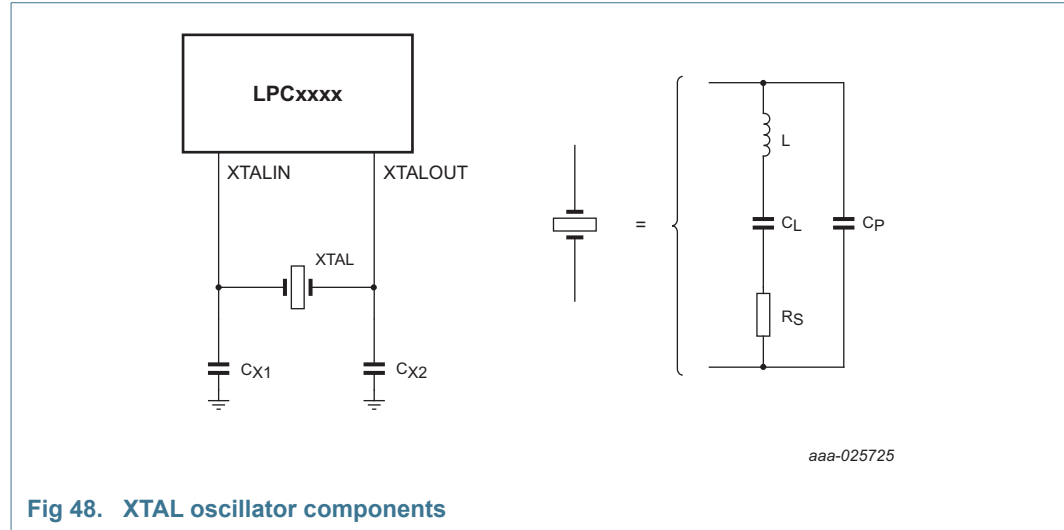 LPCxxxx
XTALIN
XTALOUT
XTAL
CX1
CX2
=
L
CL
CP
RS
aaa-025725
Fig 48. XTAL oscillator components